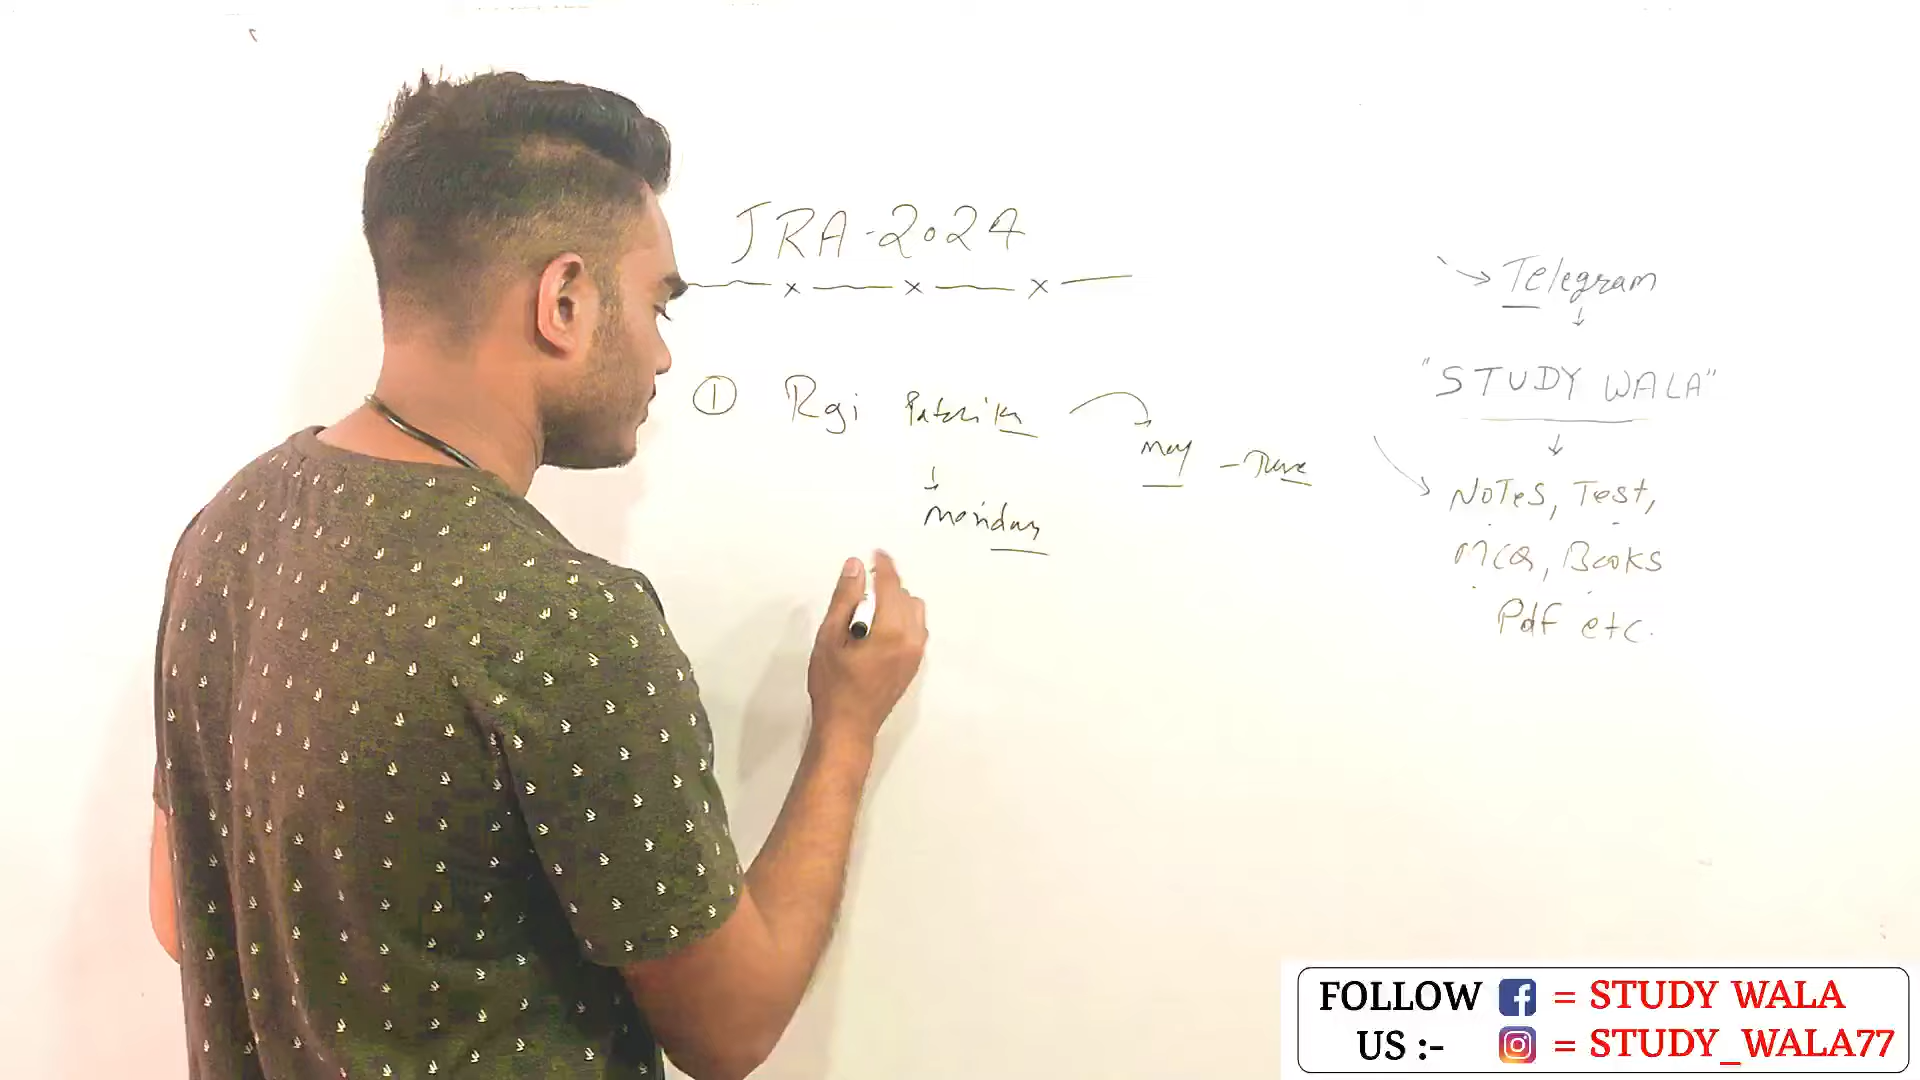 JRA-2024
① Rgi Patrika
May - June
Monday
Telegram
"STUDY WALA"
Notes, Test,
MCQ, Books
Pdf etc.
FOLLOW = STUDY WALA
US :- = STUDY_WALA77